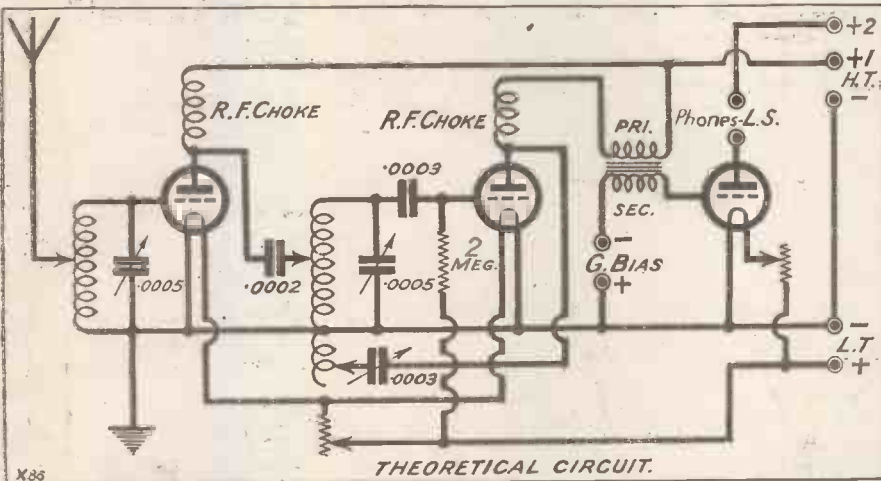 +2
+1
H.T.
-
R.F. CHOKE
R.F. CHOKE
PRI.
Phones-L.S.
.0003
SEC.
-
G. BIAS
+
2
MEG.
.0005
.0002
.0005
.0003
-
L.T
+
THEORETICAL CIRCUIT.
X86